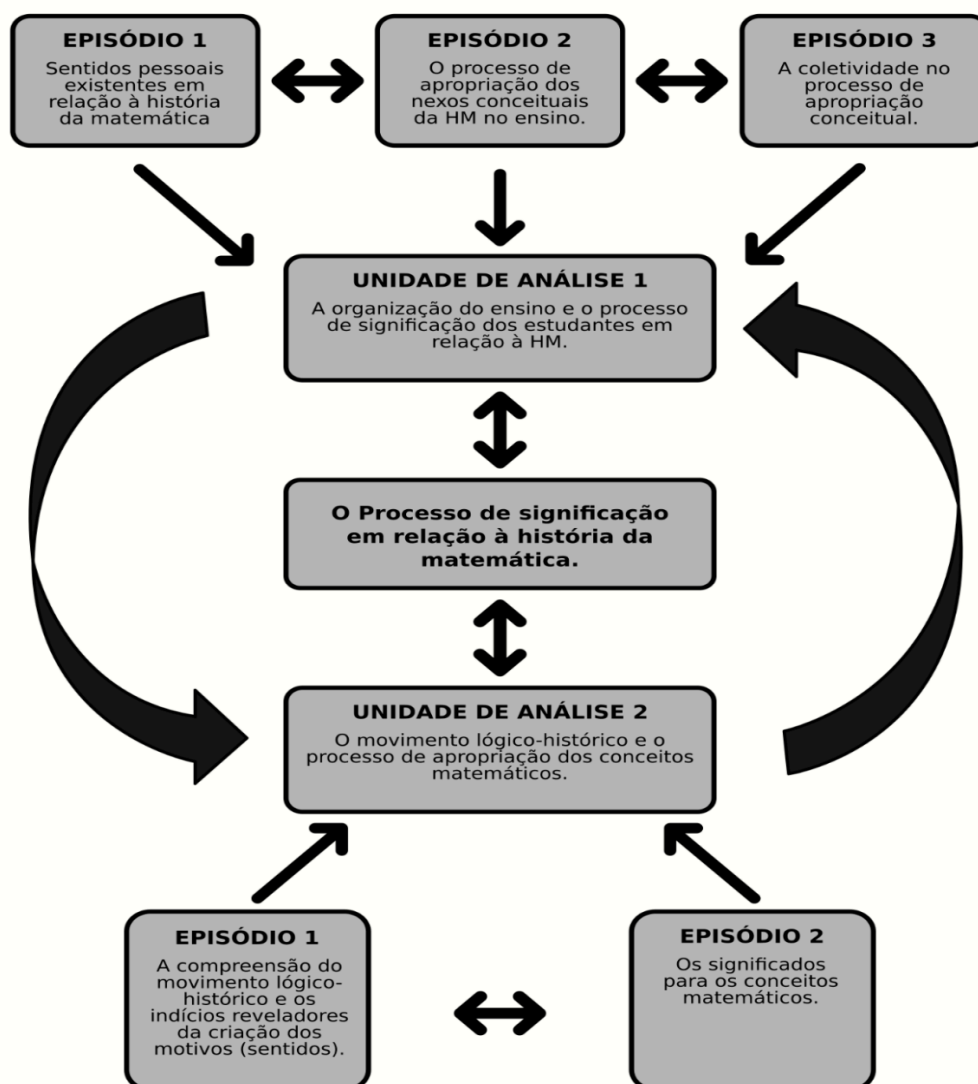 EPISÓDIO 1
Sentidos pessoais
existentes em
relação à história
da matemática
EPISÓDIO 2
O processo de
apropriação dos
nexos conceituais
da HM no ensino.
EPISÓDIO 3
A coletividade no
processo de
apropriação
conceitual.
UNIDADE DE ANÁLISE 1
A organização do ensino e o processo
de significação dos estudantes em
relação à HM.
O Processo de significação
em relação à história da
matemática.
UNIDADE DE ANÁLISE 2
O movimento lógico-histórico e o
processo de apropriação dos conceitos
matemáticos.
EPISÓDIO 1
A compreensão do
movimento lógico-
histórico e os
indícios reveladores
da criação dos
motivos (sentidos).
EPISÓDIO 2
Os significados
para os conceitos
matemáticos.